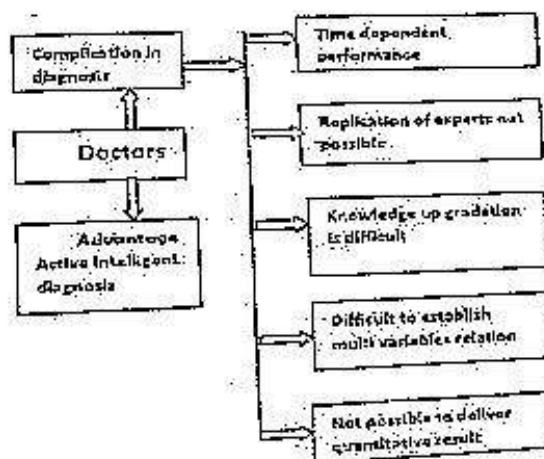 Complication in
diagnosis
Doctors
Advantage
Active Intelligent
diagnosis
Time dependent
performance
Replication of experts not
possible
Knowledge up gradation
is difficult
Difficult to establish
multi variables relation
Not possible to deliver
quantitative result